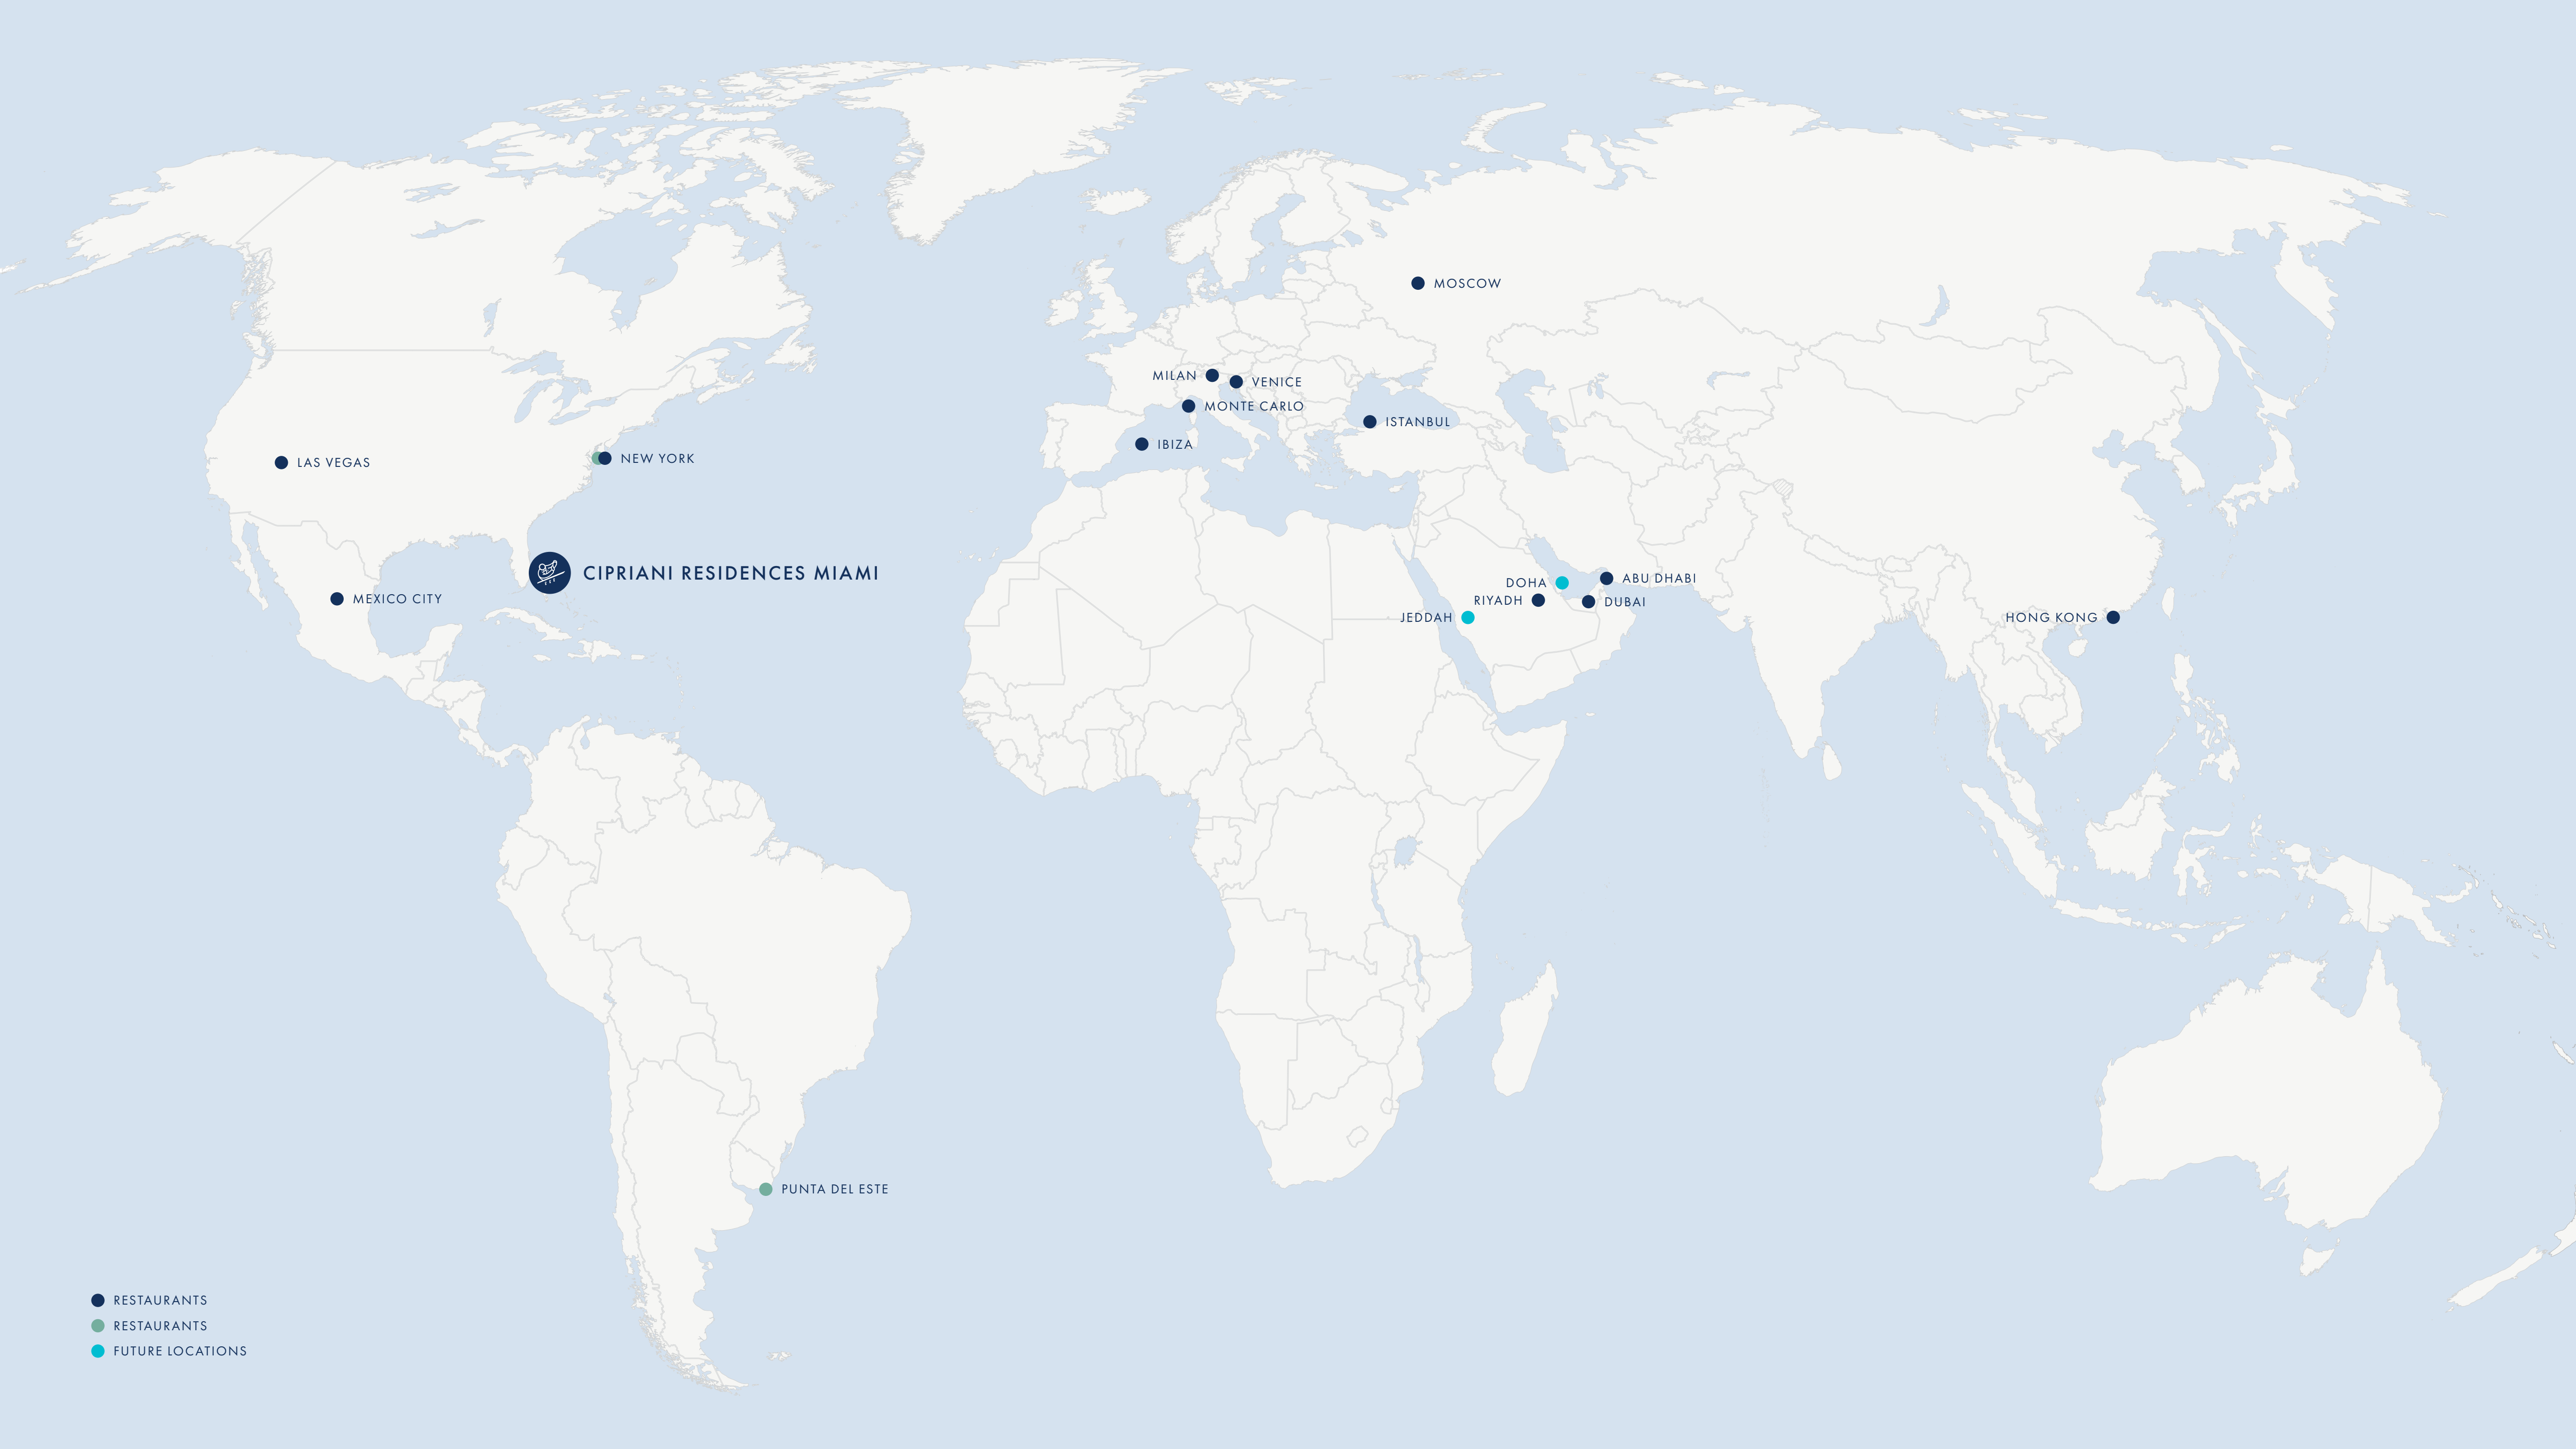 MOSCOW
MILAN
VENICE
MONTE CARLO
ISTANBUL
IBIZA
LAS VEGAS
NEW YORK
CIPRIANI RESIDENCES MIAMI
MEXICO CITY
DOHA
ABU DHABI
RIYADH
DUBAI
JEDDAH
HONG KONG
PUNTA DEL ESTE
RESTAURANTS
RESTAURANTS
FUTURE LOCATIONS